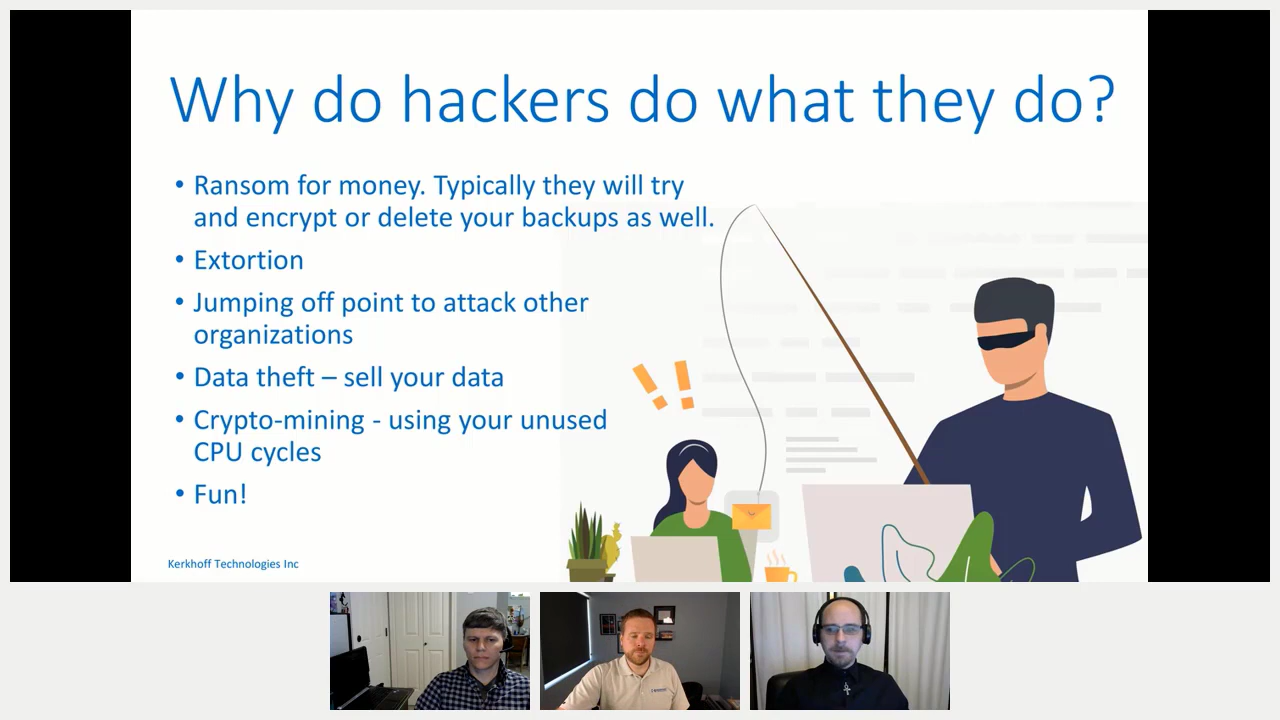 Why do hackers do what they do?
• Ransom for money. Typically they will try
and encrypt or delete your backups as well.
• Extortion
• Jumping off point to attack other
organizations
• Data theft – sell your data
• Crypto-mining - using your unused
CPU cycles
• Fun!
Kerkhoff Technologies Inc